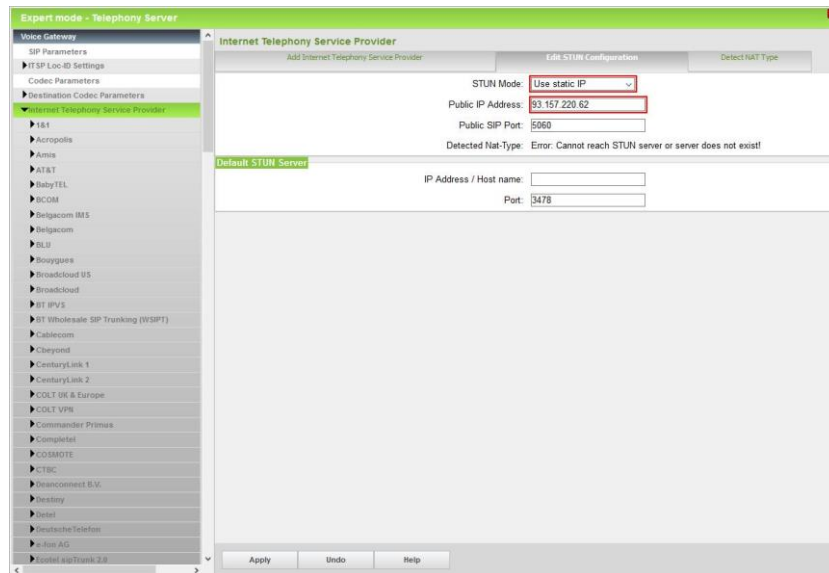 Expert mode - Telephony Server
Voice Gateway
SIP Parameters
ITSP Loc-ID Settings
Codec Parameters
Destination Codec Parameters
Internet Telephony Service Provider
1&1
Acropolis
Amis
AT&T
BabyTEL
BCOM
Belgacom IMS
Belgacom
BLU
Bouygues
Broadcloud US
Broadcloud
BT IPVS
BT Wholesale SIP Trunking (WSIPT)
Cablecom
Cbeyond
CenturyLink 1
CenturyLink 2
COLT UK & Europe
COLT VPN
Commander Primus
Completel
COSMOTE
CTBC
Deanconnect B.V.
Destiny
Detel
DeutscheTelefon
e-fon AG
Ecotel sipTrunk 2.0
Internet Telephony Service Provider
Add Internet Telephony Service Provider
Edit STUN Configuration
Detect NAT Type
STUN Mode: Use static IP
Public IP Address: 93.157.220.62
Public SIP Port: 5060
Detected Nat-Type: Error: Cannot reach STUN server or server does not exist!
Default STUN Server
IP Address / Host name:
Port: 3478
Apply
Undo
Help